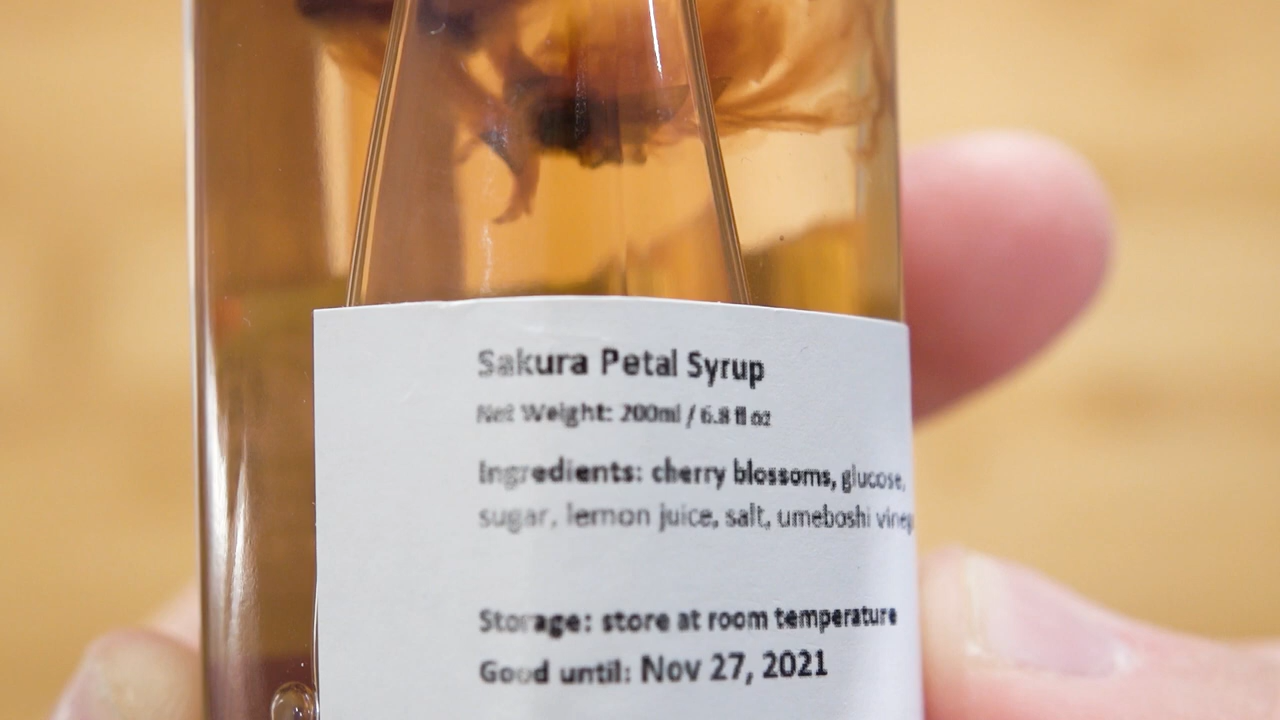 Sakura Petal Syrup
Net Weight: 200ml / 6.8 fl oz
Ingredients: cherry blossoms, glucose,
sugar, lemon juice, salt, umeboshi vineg
Storage: store at room temperature
Good until: Nov 27, 2021